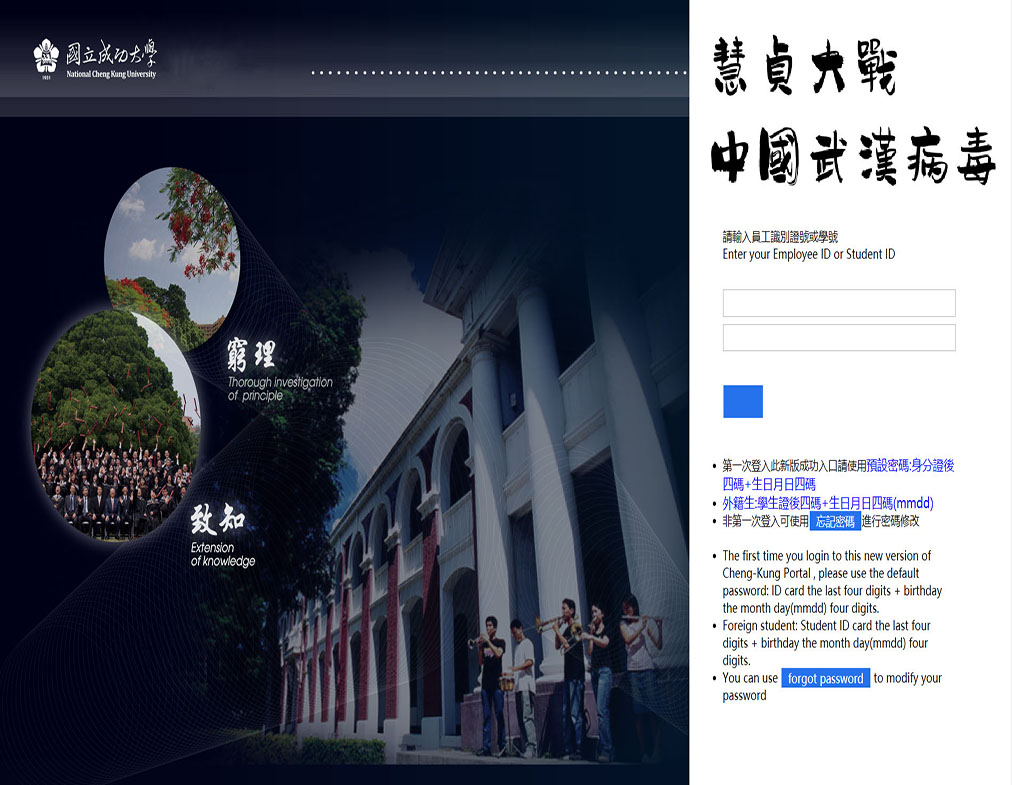 國立成功大學
National Cheng Kung University
1931
窮理
Thorough investigation
of principle
致知
Extension
of knowledge
慧貞大戰
中國武漢病毒
請輸入員工識別證號或學號
Enter your Employee ID or Student ID
第一次登入此新版成功入口請使用預設密碼:身分證後
四碼+生日月日四碼
外籍生:學生證後四碼+生日月日四碼(mmdd)
非第一次登入可使用 忘記密碼 進行密碼修改
The first time you login to this new version of
Cheng-Kung Portal , please use the default
password: ID card the last four digits + birthday
the month day(mmdd) four digits.
Foreign student: Student ID card the last four
digits + birthday the month day(mmdd) four
digits.
You can use forgot password to modify your
password